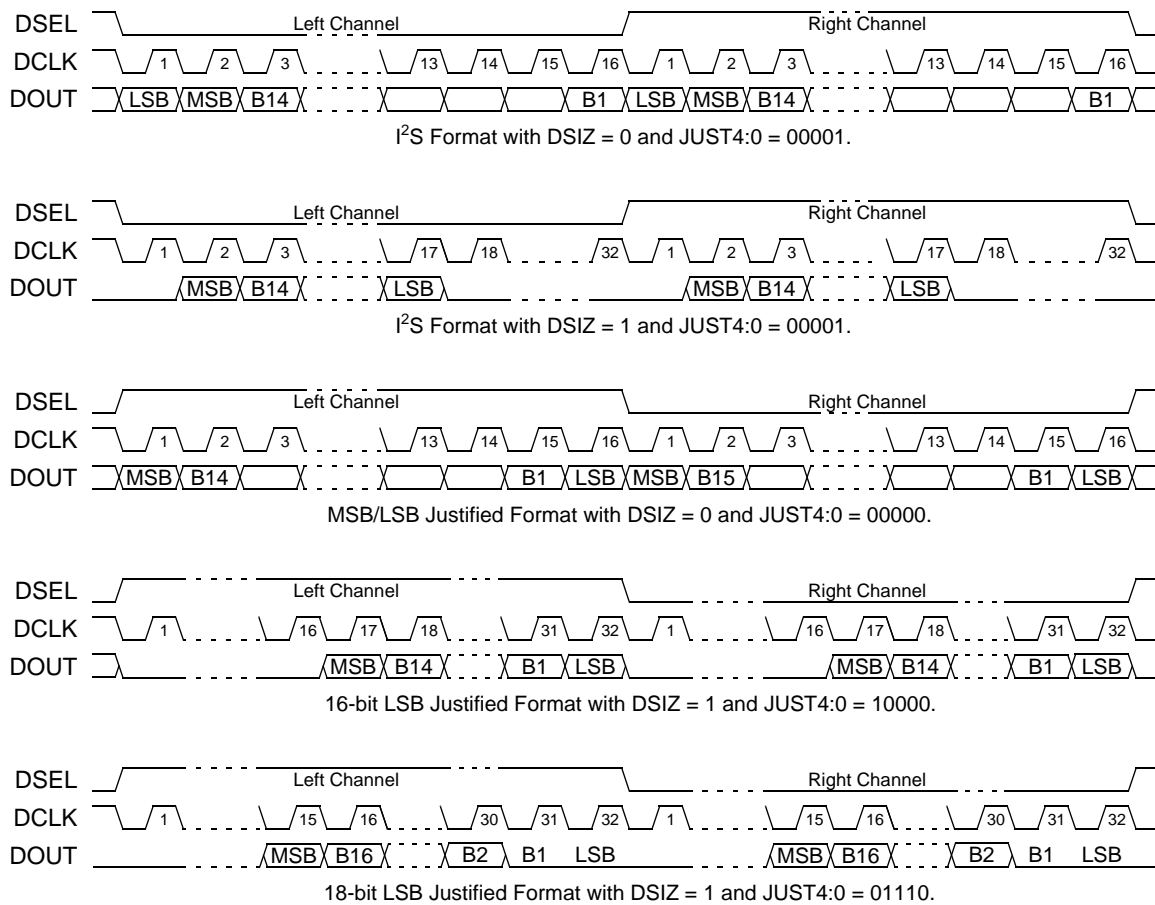 DSEL Left Channel Right Channel
DCLK 1 2 3 13 14 15 16 1 2 3 13 14 15 16
DOUT LSB MSB B14 B1 LSB MSB B14 B1
I²S Format with DSIZ = 0 and JUST4:0 = 00001.
DSEL Left Channel Right Channel
DCLK 1 2 3 17 18 32 1 2 3 17 18 32
DOUT MSB B14 LSB MSB B14 LSB
I²S Format with DSIZ = 1 and JUST4:0 = 00001.
DSEL Left Channel Right Channel
DCLK 1 2 3 13 14 15 16 1 2 3 13 14 15 16
DOUT MSB B14 B1 LSB MSB B15 B1 LSB
MSB/LSB Justified Format with DSIZ = 0 and JUST4:0 = 00000.
DSEL Left Channel Right Channel
DCLK 1 16 17 18 31 32 1 16 17 18 31 32
DOUT MSB B14 B1 LSB MSB B14 B1 LSB
16-bit LSB Justified Format with DSIZ = 1 and JUST4:0 = 10000.
DSEL Left Channel Right Channel
DCLK 1 15 16 30 31 32 1 15 16 30 31 32
DOUT MSB B16 B2 B1 LSB MSB B16 B2 B1 LSB
18-bit LSB Justified Format with DSIZ = 1 and JUST4:0 = 01110.